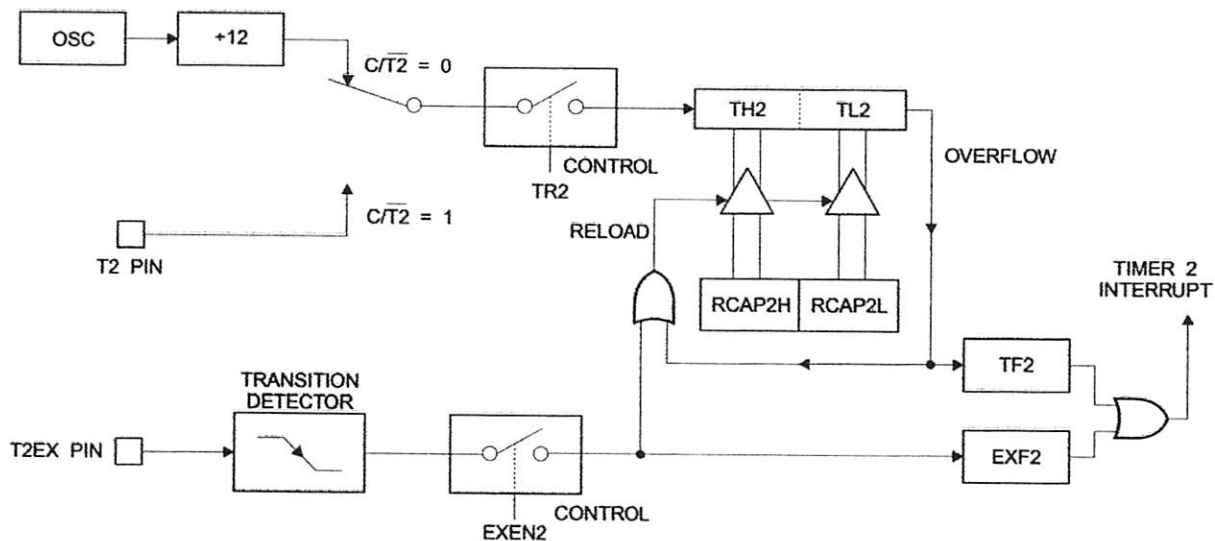 OSC
÷12
C/T2 = 0
TH2
TL2
OVERFLOW
CONTROL
TR2
C/T2 = 1
T2 PIN
RELOAD
RCAP2H
RCAP2L
TIMER 2
INTERRUPT
TF2
TRANSITION
DETECTOR
T2EX PIN
EXF2
CONTROL
EXEN2